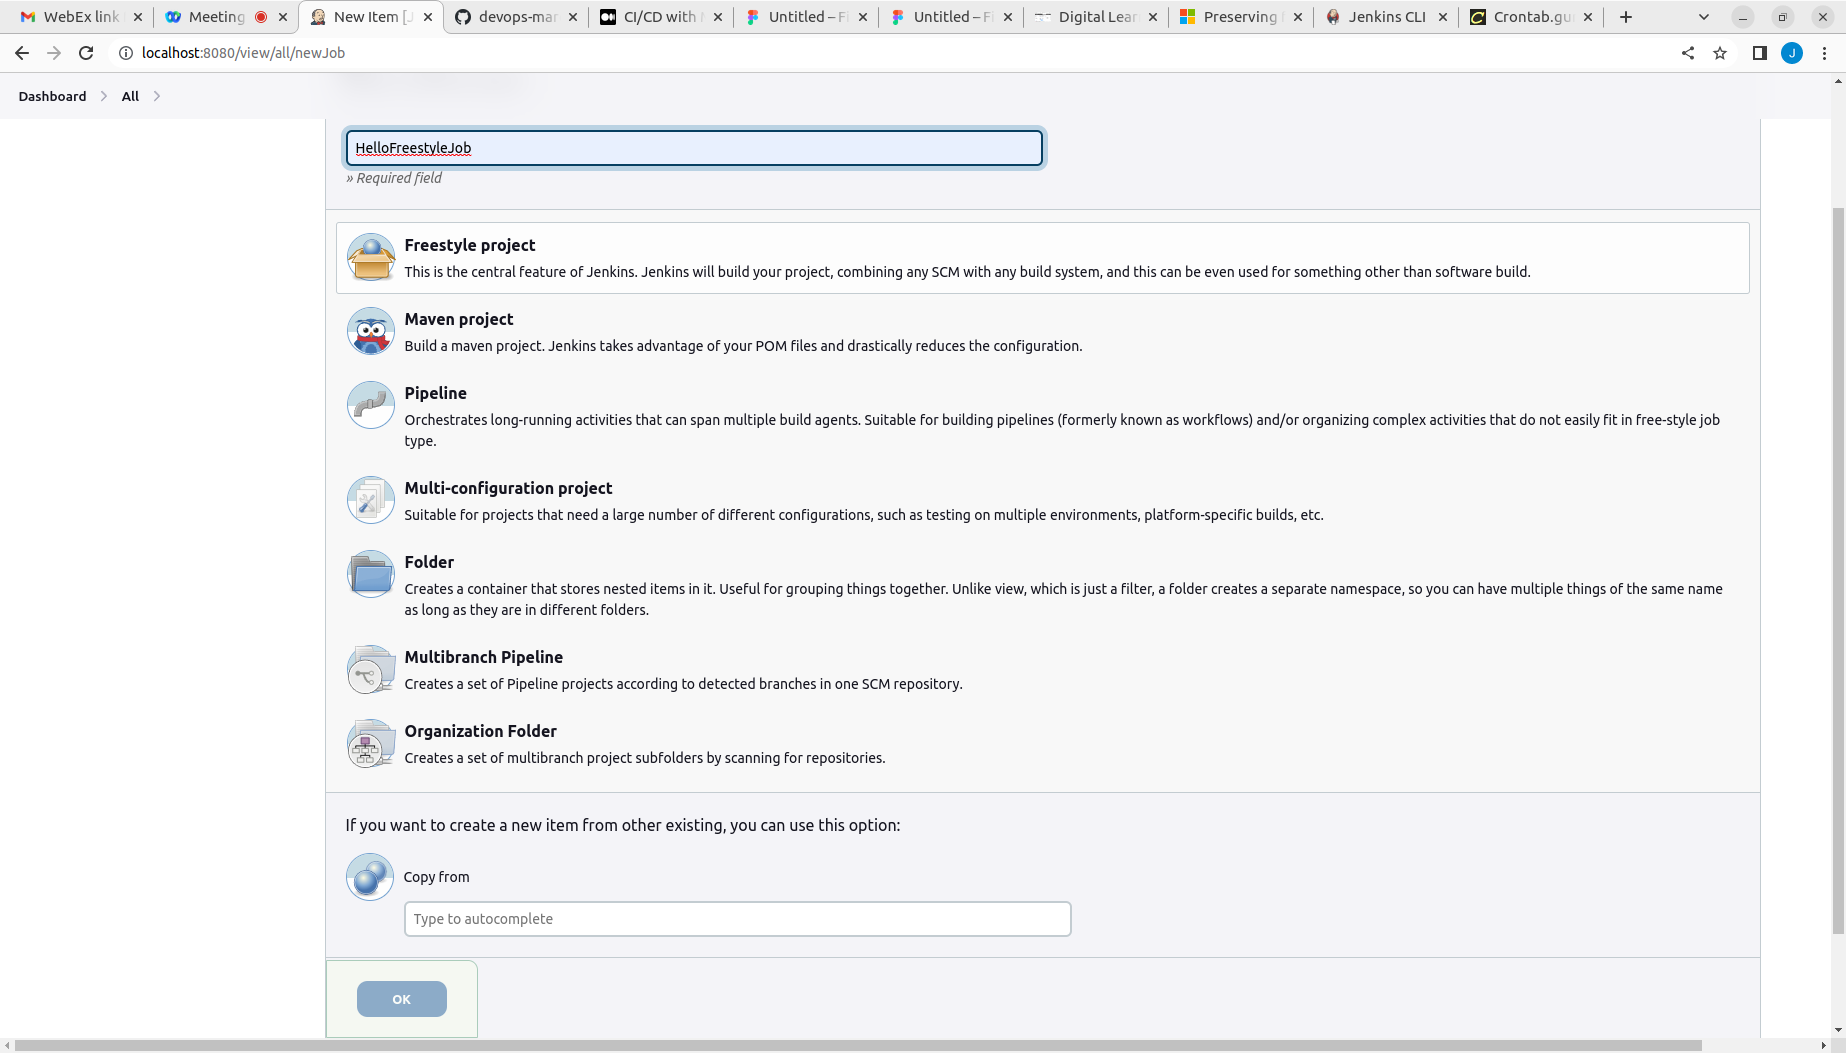 WebEx link
Meeting
New Item [J
devops-mar
CI/CD with
Untitled – Fi
Untitled – Fi
Digital Lear
Preserving
Jenkins CLI
Crontab.gu
localhost:8080/view/all/newJob
J
Dashboard
All
HelloFreestyleJob
» Required field
Freestyle project
This is the central feature of Jenkins. Jenkins will build your project, combining any SCM with any build system, and this can be even used for something other than software build.
Maven project
Build a maven project. Jenkins takes advantage of your POM files and drastically reduces the configuration.
Pipeline
Orchestrates long-running activities that can span multiple build agents. Suitable for building pipelines (formerly known as workflows) and/or organizing complex activities that do not easily fit in free-style job
type.
Multi-configuration project
Suitable for projects that need a large number of different configurations, such as testing on multiple environments, platform-specific builds, etc.
Folder
Creates a container that stores nested items in it. Useful for grouping things together. Unlike view, which is just a filter, a folder creates a separate namespace, so you can have multiple things of the same name
as long as they are in different folders.
Multibranch Pipeline
Creates a set of Pipeline projects according to detected branches in one SCM repository.
Organization Folder
Creates a set of multibranch project subfolders by scanning for repositories.
If you want to create a new item from other existing, you can use this option:
Copy from
Type to autocomplete
OK